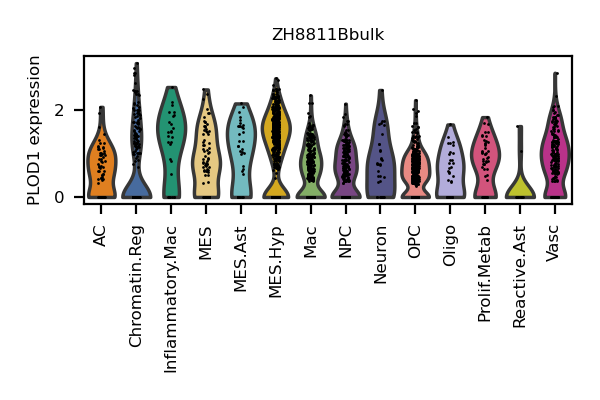 ZH8811Bbulk
PLOD1 expression
2
0
AC
Chromatin.Reg
Inflammatory.Mac
MES
MES.Ast
MES.Hyp
Mac
NPC
Neuron
OPC
Oligo
Prolif.Metab
Reactive.Ast
Vasc